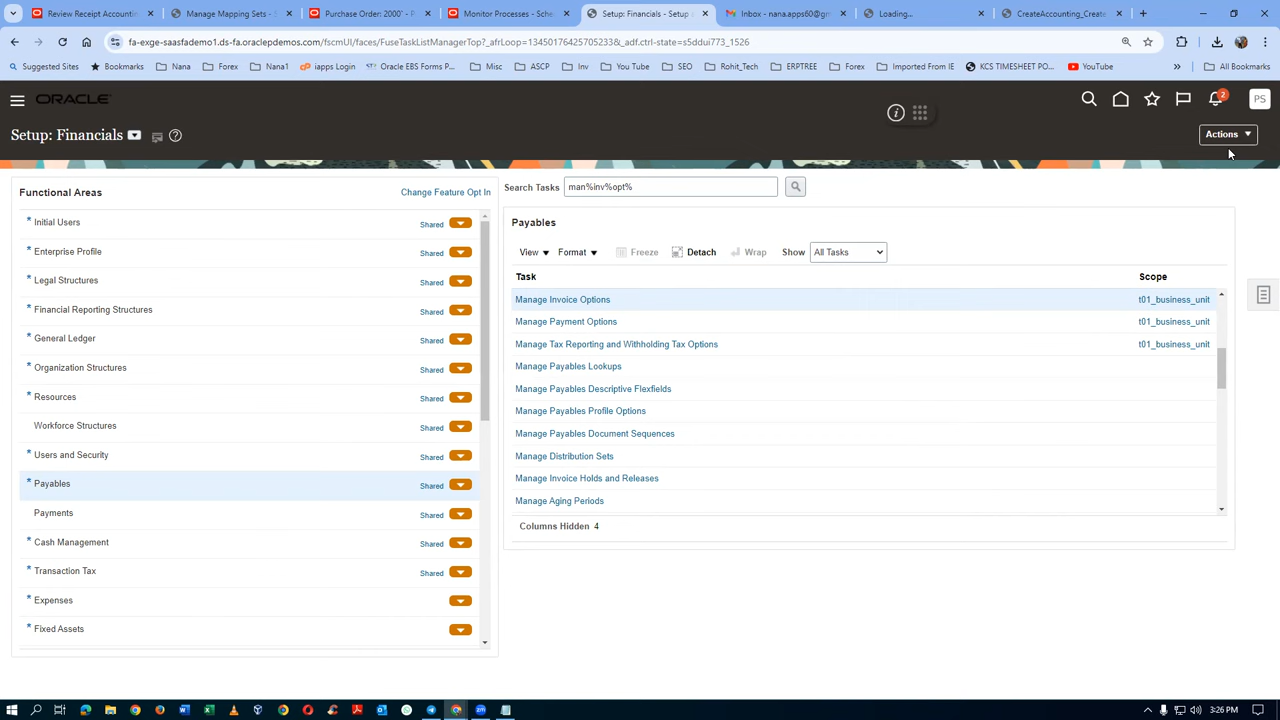 Review Receipt Accountin
Manage Mapping Sets - S
Purchase Order: 2000" - P
Monitor Processes - Sche
Setup: Financials - Setup
Inbox - nana.apps60@gm
Loading...
CreateAccounting_Create
fa-exge-saasfademo1.ds-fa.oraclepdemos.com/fscmUI/faces/FuseTaskListManagerTop?_afrLoop=13450176425705233&_adf.ctrl-state=s5ddui773_1526
Suggested Sites
Bookmarks
Nana
Forex
Nana1
iapps Login
Oracle EBS Forms P...
Misc
ASCP
Inv
You Tube
SEO
Rohit_Tech
ERPTREE
Forex
Imported From IE
KCS TIMESHEET PO...
YouTube
All Bookmarks
ORACLE
2
PS
Setup: Financials
Actions
Functional Areas
Change Feature Opt In
Search Tasks
man%inv%opt%
* Initial Users Shared
* Enterprise Profile Shared
* Legal Structures Shared
* Financial Reporting Structures Shared
* General Ledger Shared
* Organization Structures Shared
* Resources Shared
Workforce Structures Shared
* Users and Security Shared
* Payables Shared
Payments Shared
* Cash Management Shared
* Transaction Tax Shared
* Expenses
* Fixed Assets
Payables
View Format Freeze Detach Wrap Show All Tasks
Task Scope
Manage Invoice Options t01_business_unit
Manage Payment Options t01_business_unit
Manage Tax Reporting and Withholding Tax Options t01_business_unit
Manage Payables Lookups
Manage Payables Descriptive Flexfields
Manage Payables Profile Options
Manage Payables Document Sequences
Manage Distribution Sets
Manage Invoice Holds and Releases
Manage Aging Periods
Columns Hidden 4
3:26 PM